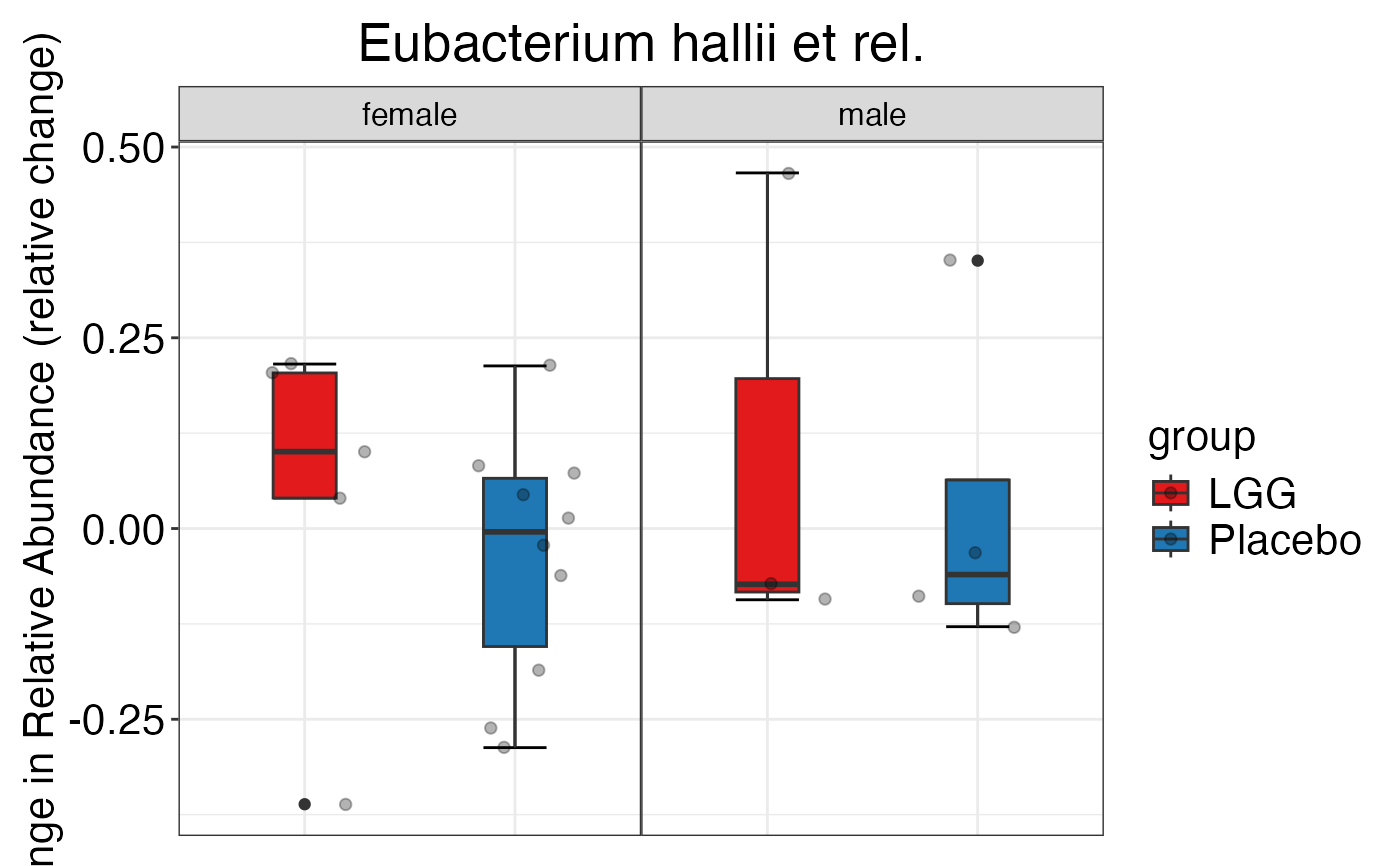 Eubacterium hallii et rel.
female
male
nge in Relative Abundance (relative change)
0.50
0.25
0.00
-0.25
group
LGG
Placebo